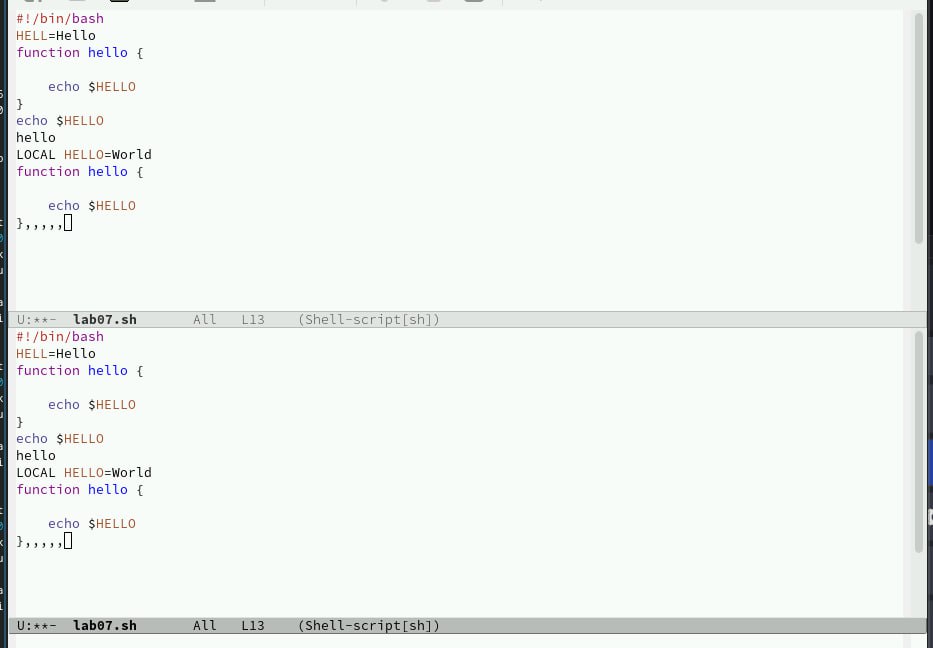 #!/bin/bash
HELL=Hello
function hello {
    echo $HELLO
}
echo $HELLO
hello
LOCAL HELLO=World
function hello {
    echo $HELLO
},,,,,
U:**-  lab07.sh       All   L13    (Shell-script[sh])
#!/bin/bash
HELL=Hello
function hello {
    echo $HELLO
}
echo $HELLO
hello
LOCAL HELLO=World
function hello {
    echo $HELLO
},,,,,
U:**-  lab07.sh       All   L13    (Shell-script[sh])